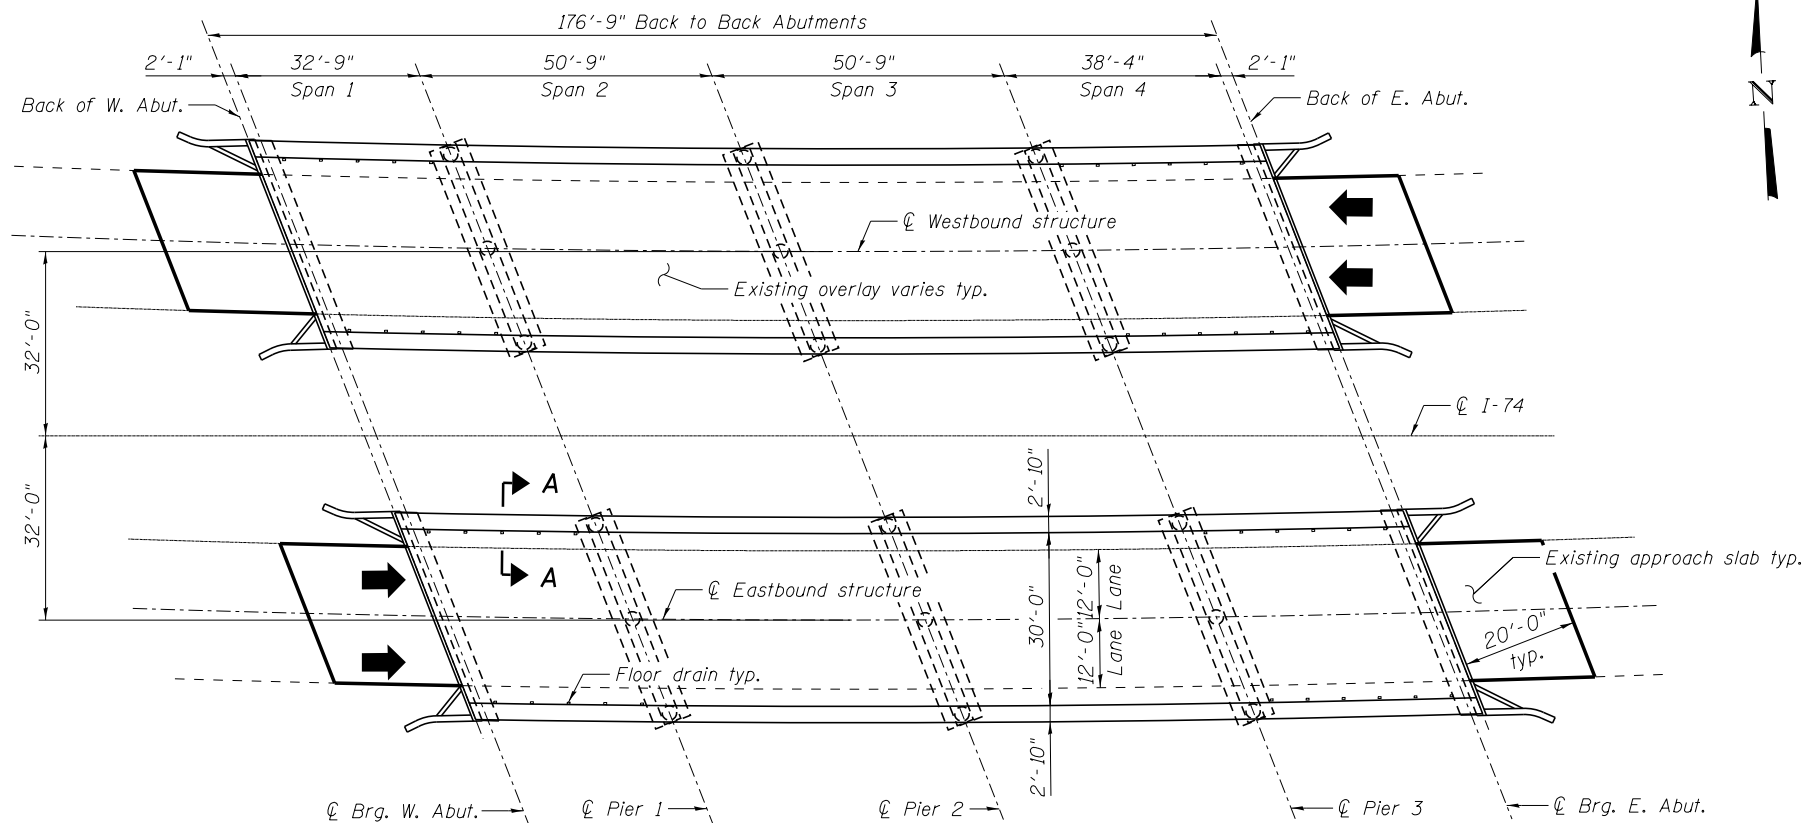 176'-9" Back to Back Abutments
2'-1" 32'-9" 50'-9" 50'-9" 38'-4" 2'-1"
Span 1 Span 2 Span 3 Span 4
Back of W. Abut.
Back of E. Abut.
N
℄ Westbound structure
Existing overlay varies typ.
32'-0"
℄ I-74
32'-0"
A
A
2'-10"
Existing approach slab typ.
℄ Eastbound structure
12'-0" Lane
30'-0"
12'-0" Lane
20'-0"
typ.
Floor drain typ.
2'-10"
℄ Brg. W. Abut.
℄ Pier 1
℄ Pier 2
℄ Pier 3
℄ Brg. E. Abut.